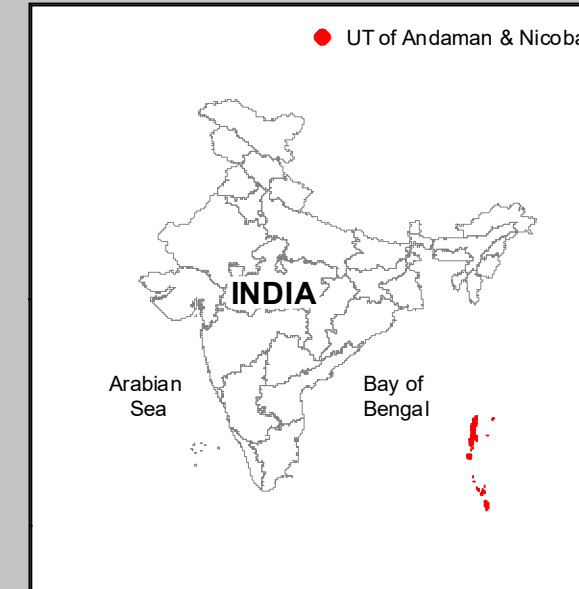 UT of Andaman & Nicoba
INDIA
Arabian
Sea
Bay of
Bengal